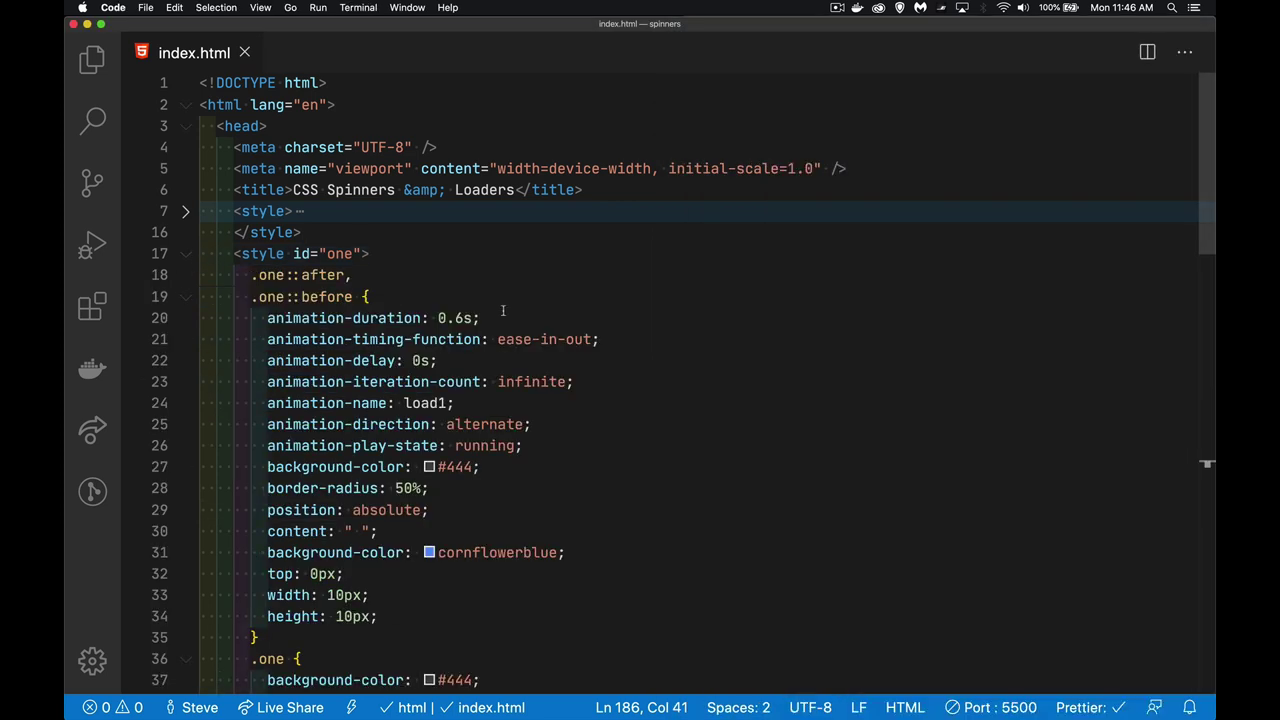 Code File Edit Selection View Go Run Terminal Window Help 100% Mon 11:46 AM
index.html — spinners
index.html
1 <!DOCTYPE html>
2 <html lang="en">
3 <head>
4 <meta charset="UTF-8" />
5 <meta name="viewport" content="width=device-width, initial-scale=1.0" />
6 <title>CSS Spinners &amp; Loaders</title>
7 <style>⋯
16 </style>
17 <style id="one">
18 .one::after,
19 .one::before {
20 animation-duration: 0.6s;
21 animation-timing-function: ease-in-out;
22 animation-delay: 0s;
23 animation-iteration-count: infinite;
24 animation-name: load1;
25 animation-direction: alternate;
26 animation-play-state: running;
27 background-color: #444;
28 border-radius: 50%;
29 position: absolute;
30 content: " ";
31 background-color: cornflowerblue;
32 top: 0px;
33 width: 10px;
34 height: 10px;
35 }
36 .one {
37 background-color: #444;
0 0 Steve Live Share html | index.html Ln 186, Col 41 Spaces: 2 UTF-8 LF HTML Port : 5500 Prettier: ✓